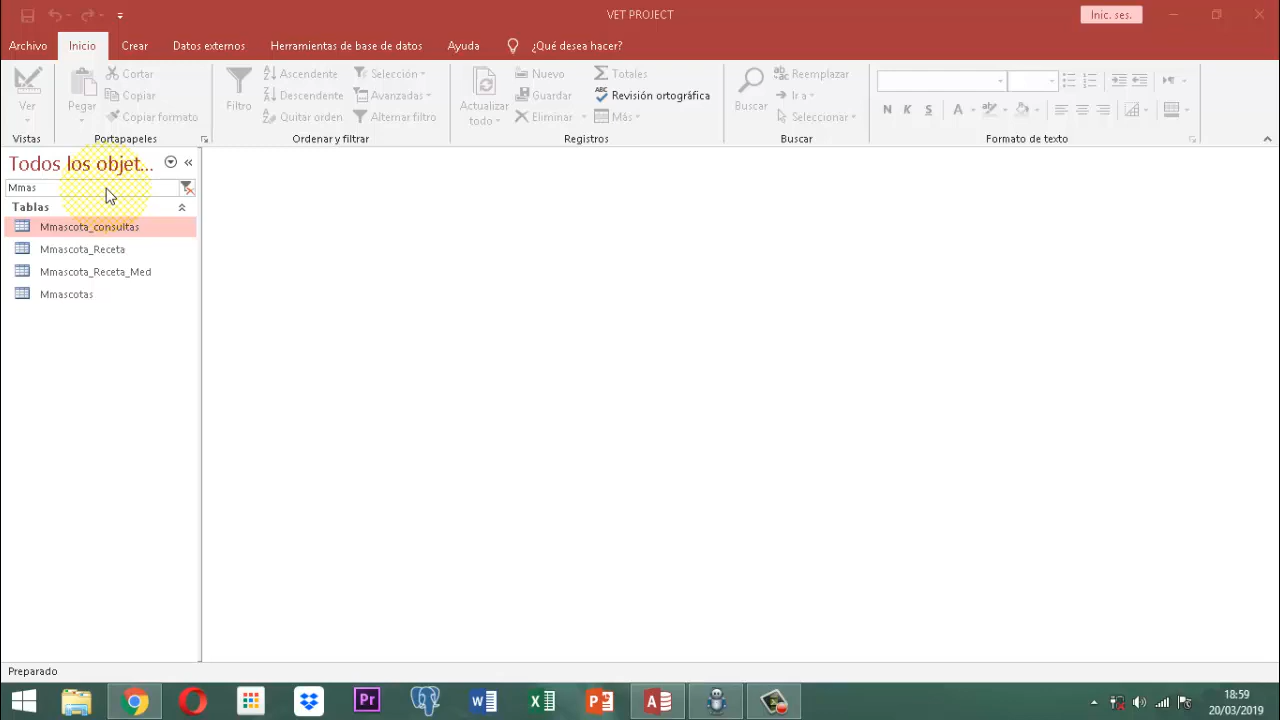 VET PROJECT
Inic. ses.
Archivo
Inicio
Crear
Datos externos
Herramientas de base de datos
Ayuda
¿Qué desea hacer?
Ver
Vistas
Pegar
Cortar
Copiar
Copiar formato
Portapapeles
Filtro
Ascendente
Descendente
Quitar orden
Selección
Avanzadas
Alternar filtro
Ordenar y filtrar
Actualizar
todo
Nuevo
Guardar
Eliminar
Totales
ABC
Revisión ortográfica
Más
Registros
Buscar
Reemplazar
Ir a
Seleccionar
Buscar
N K S
A
Formato de texto
Todos los objet...
Mmas
Tablas
Mmascota_consultas
Mmascota_Receta
Mmascota_Receta_Med
Mmascotas
Preparado
Pr
18:59
20/03/2019